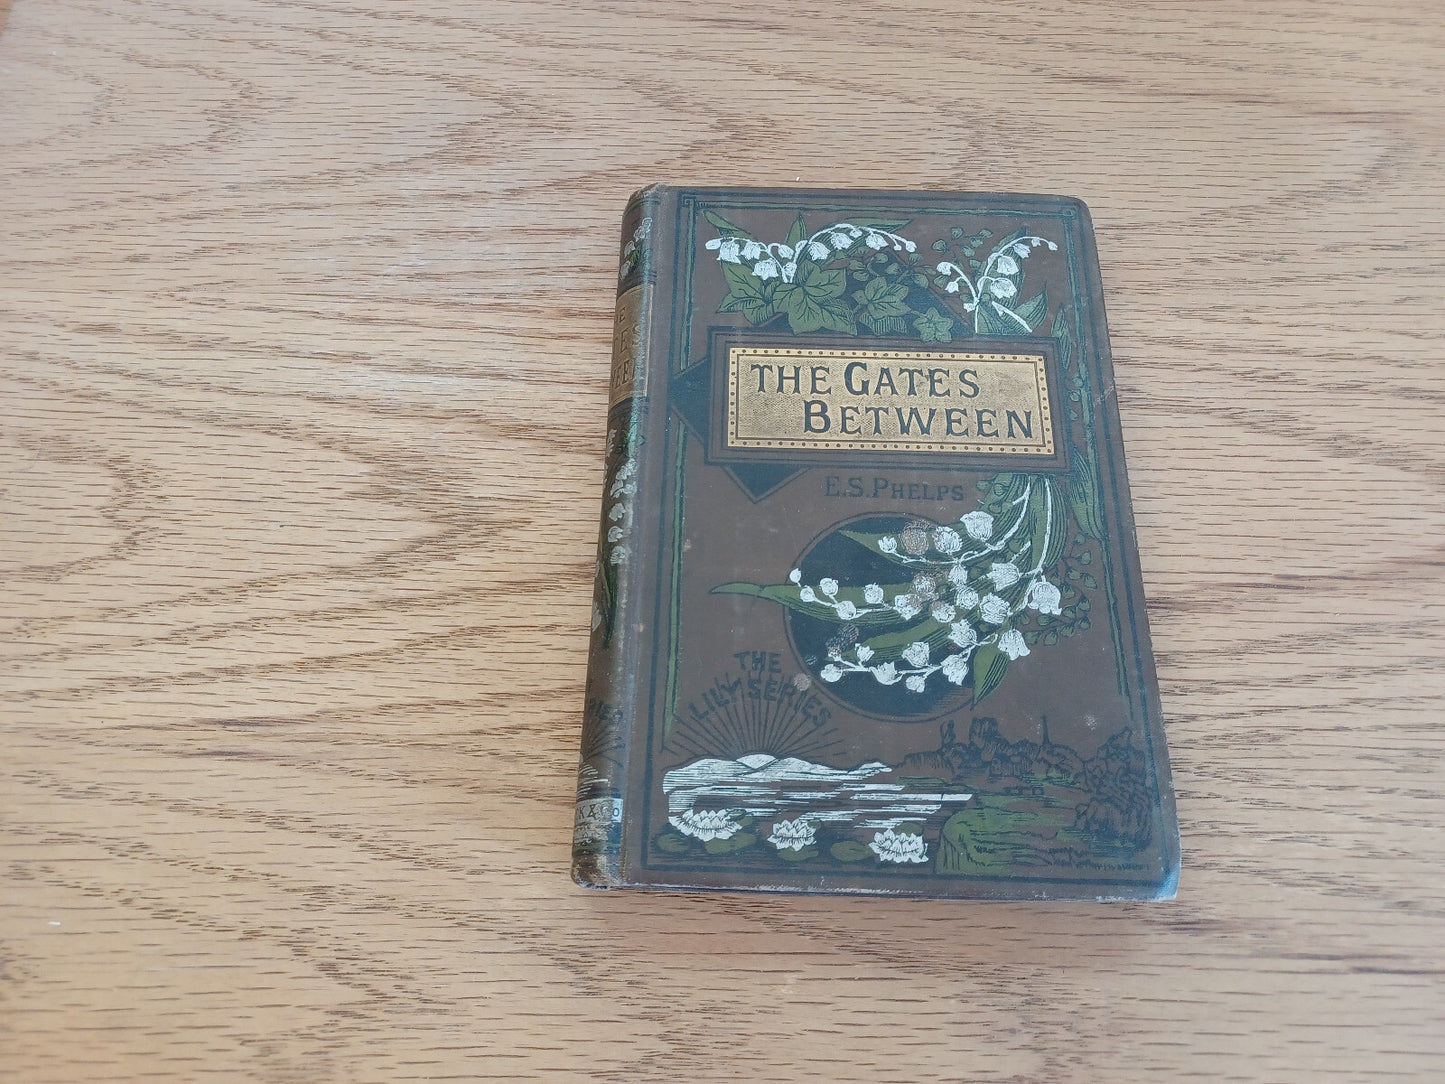 THE GATES
BETWEEN
E.S. PHELPS
THE
LILY SERIES